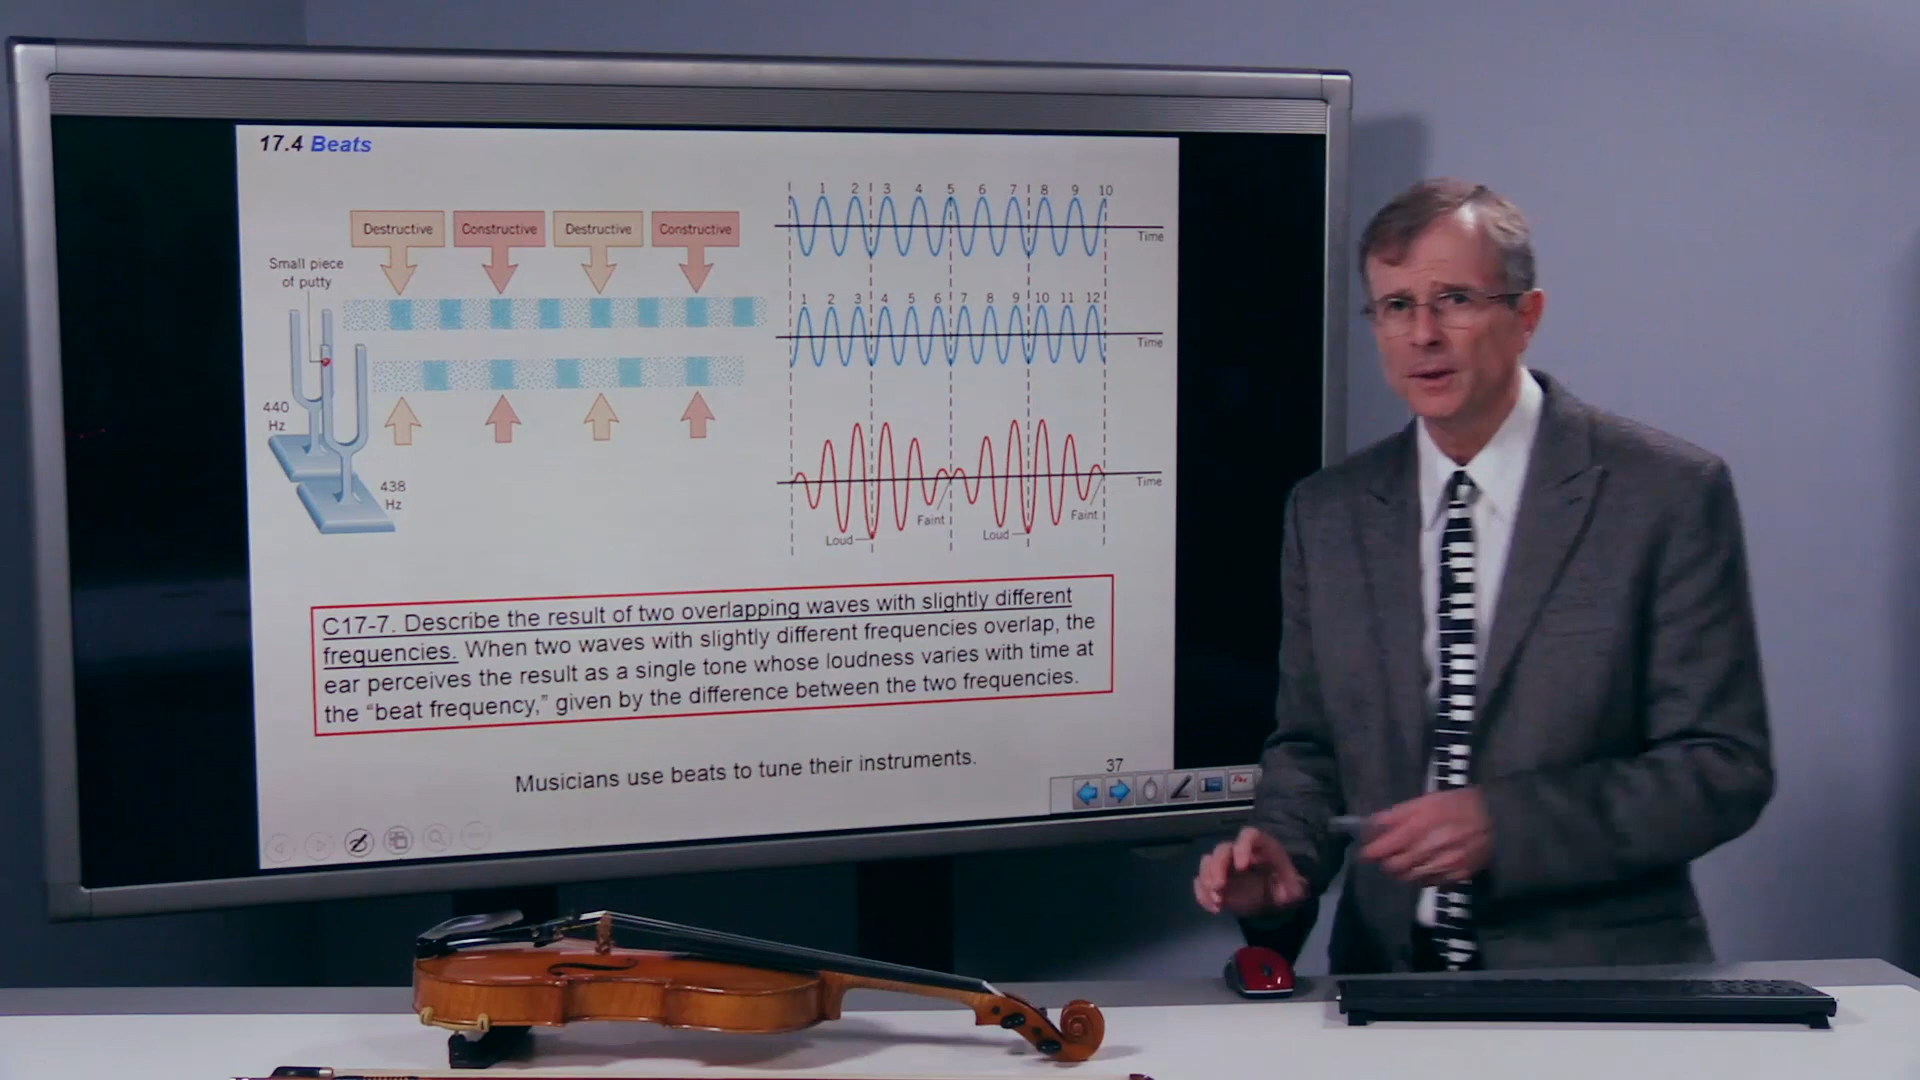 17.4 Beats
Destructive Constructive Destructive Constructive
Small piece
of putty
440
Hz
438
Hz
1 2 3 4 5 6 7 8 9 10
Time
1 2 3 4 5 6 7 8 9 10 11 12
Time
Time
Loud Faint Loud Faint
C17-7. Describe the result of two overlapping waves with slightly different
frequencies. When two waves with slightly different frequencies overlap, the
ear perceives the result as a single tone whose loudness varies with time at
the “beat frequency,” given by the difference between the two frequencies.
Musicians use beats to tune their instruments.
37